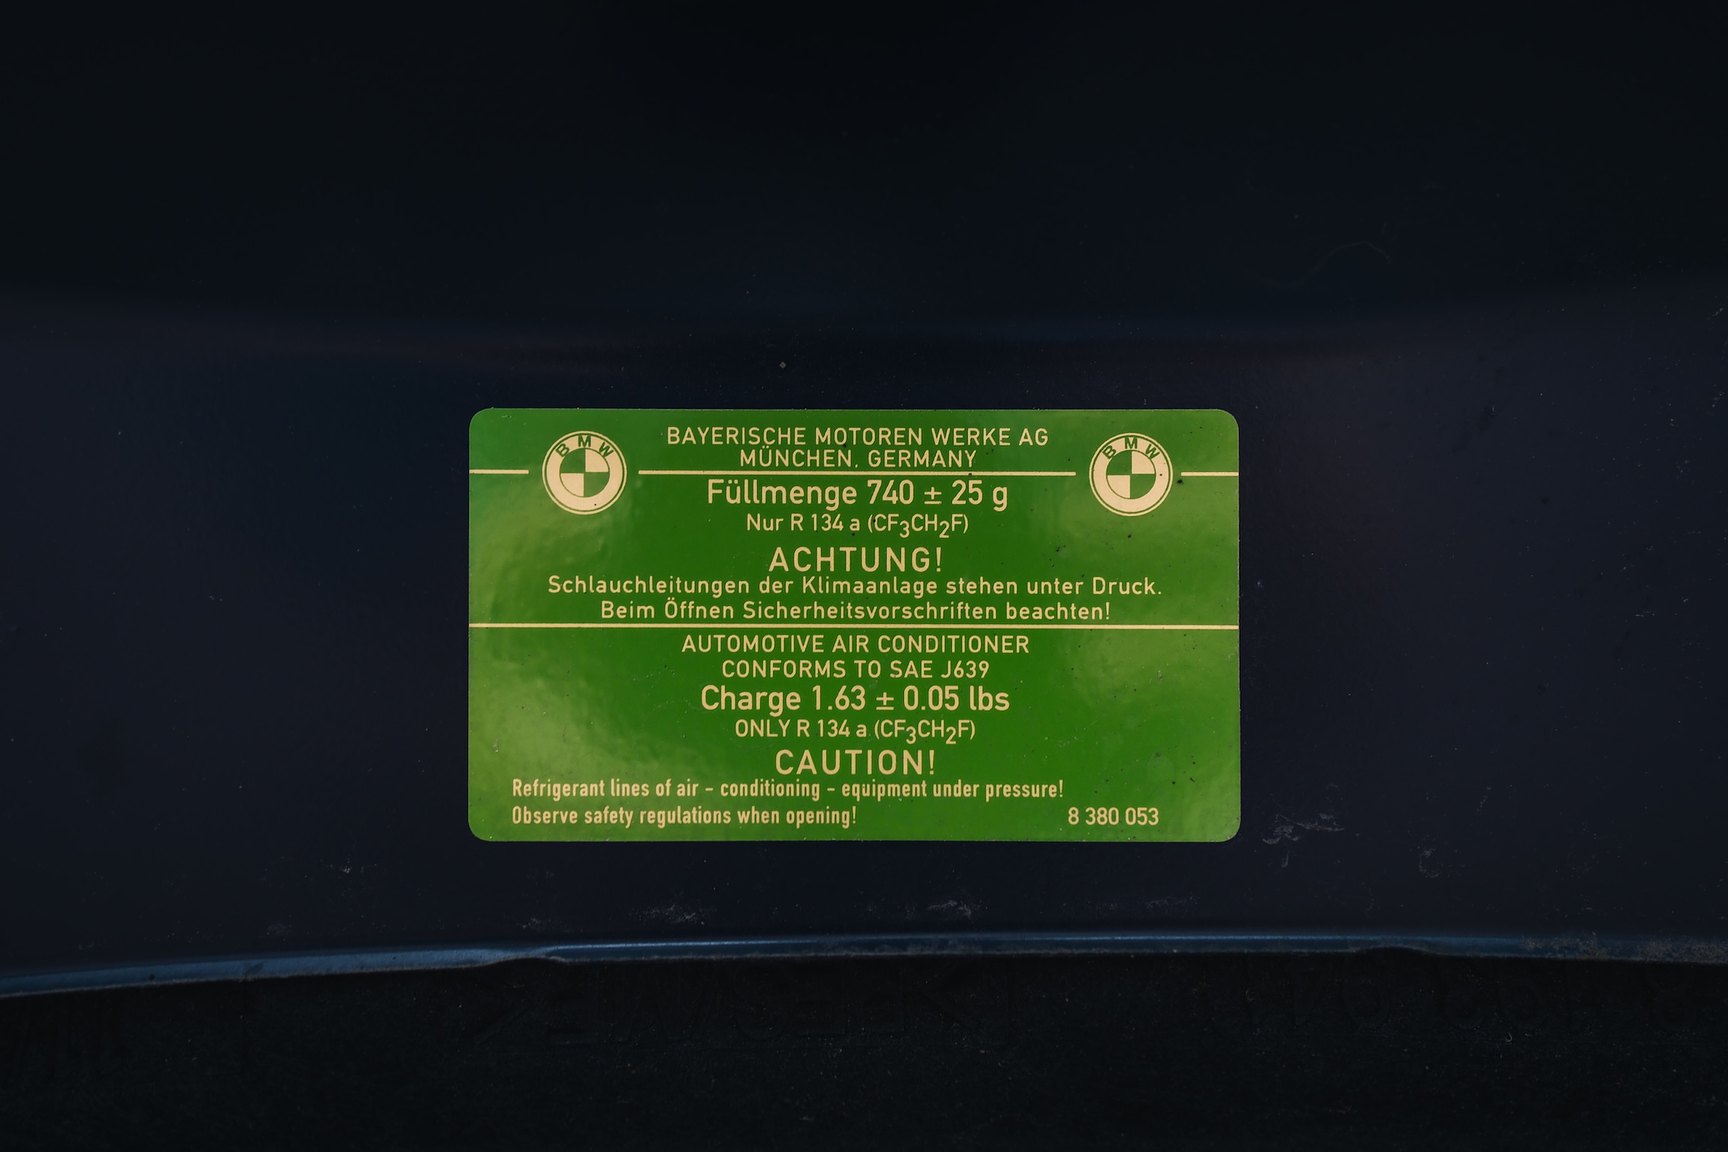 BAYERISCHE MOTOREN WERKE AG
MÜNCHEN, GERMANY
BMW
BMW
Füllmenge 740 ± 25 g
Nur R 134 a (CF₃CH₂F)
ACHTUNG!
Schlauchleitungen der Klimaanlage stehen unter Druck.
Beim Öffnen Sicherheitsvorschriften beachten!
AUTOMOTIVE AIR CONDITIONER
CONFORMS TO SAE J639
Charge 1.63 ± 0.05 lbs
ONLY R 134 a (CF₃CH₂F)
CAUTION!
Refrigerant lines of air - conditioning - equipment under pressure!
Observe safety regulations when opening!
8 380 053